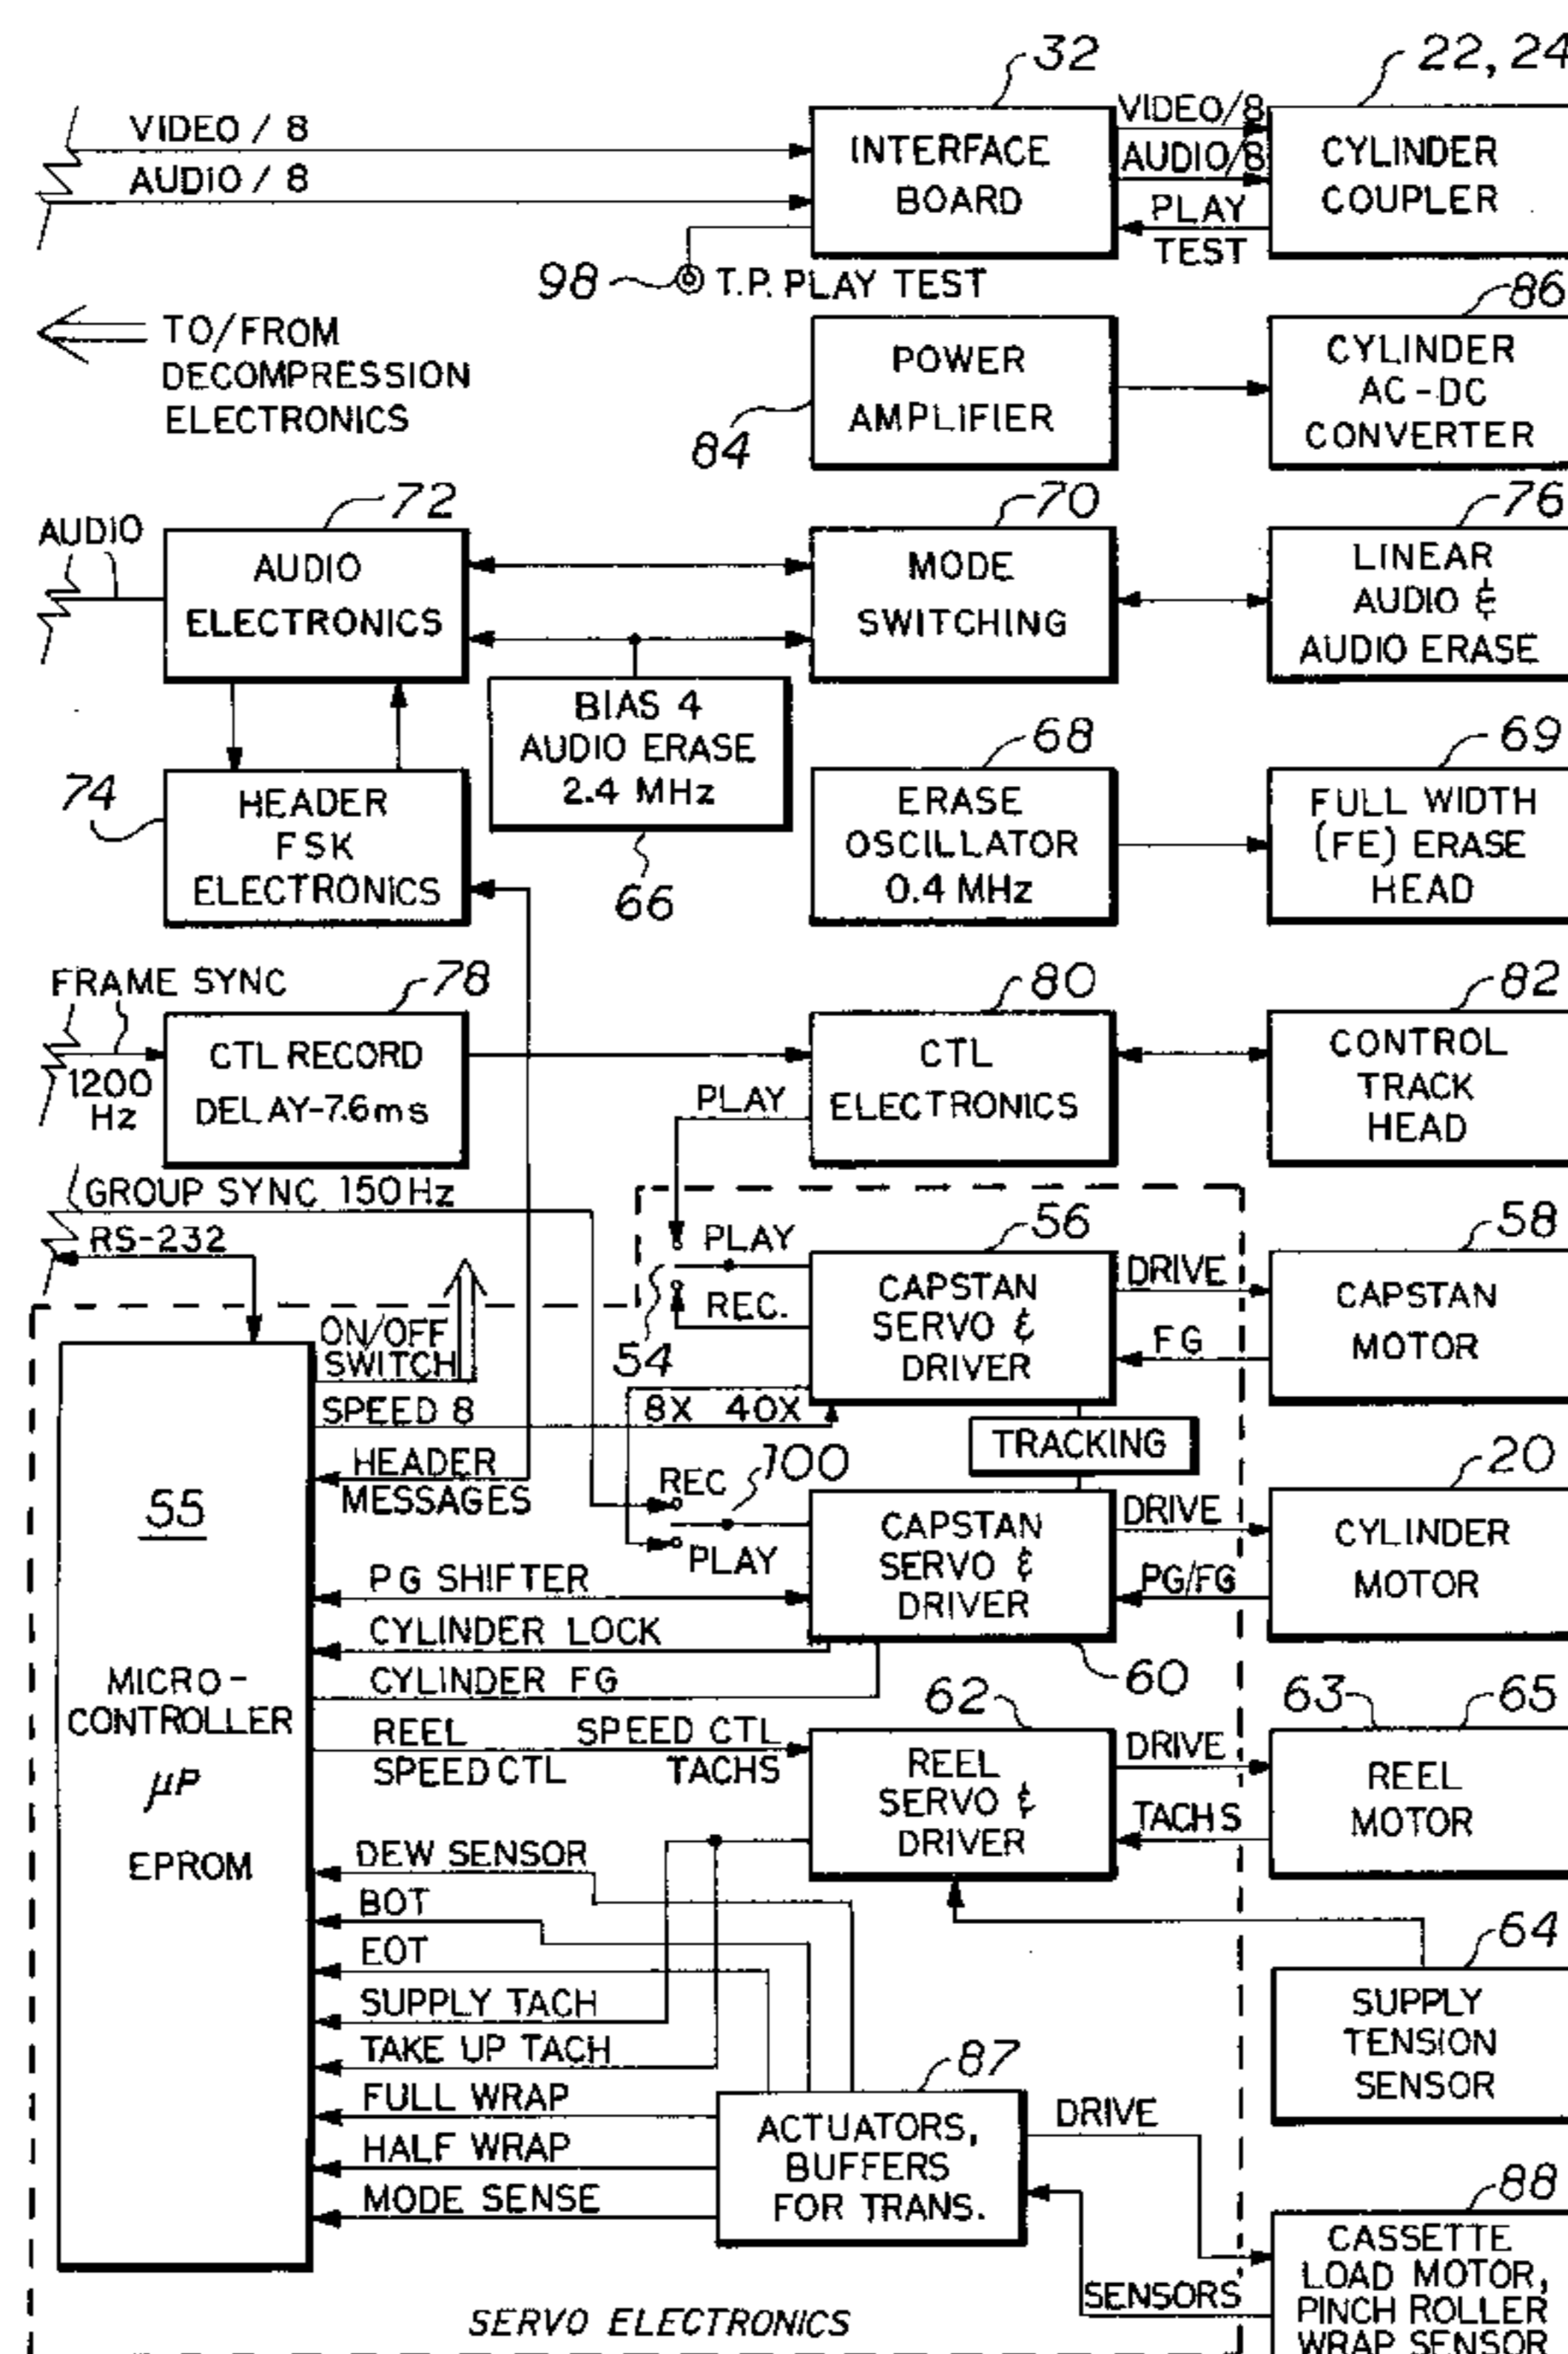 32
22, 24
VIDEO / 8
AUDIO / 8
INTERFACE
BOARD
VIDEO/8
AUDIO/8
PLAY
TEST
CYLINDER
COUPLER
98
T.P. PLAY TEST
TO/FROM
DECOMPRESSION
ELECTRONICS
POWER
AMPLIFIER
84
86
CYLINDER
AC-DC
CONVERTER
AUDIO
72
AUDIO
ELECTRONICS
70
MODE
SWITCHING
76
LINEAR
AUDIO &
AUDIO ERASE
BIAS 4
AUDIO ERASE
2.4 MHz
66
74
HEADER
FSK
ELECTRONICS
68
ERASE
OSCILLATOR
0.4 MHz
69
FULL WIDTH
(FE) ERASE
HEAD
FRAME SYNC
1200
Hz
78
CTL RECORD
DELAY-7.6ms
80
CTL
ELECTRONICS
PLAY
82
CONTROL
TRACK
HEAD
GROUP SYNC 150Hz
RS-232
PLAY
REC.
54
56
CAPSTAN
SERVO &
DRIVER
DRIVE
FG
58
CAPSTAN
MOTOR
ON/OFF
SWITCH
SPEED 8
8X 40X
TRACKING
HEADER
MESSAGES
REC
100
PLAY
CAPSTAN
SERVO &
DRIVER
60
DRIVE
PG/FG
20
CYLINDER
MOTOR
55
MICRO-
CONTROLLER
μP
EPROM
PG SHIFTER
CYLINDER LOCK
CYLINDER FG
REEL
SPEED CTL
SPEED CTL
TACHS
62
REEL
SERVO &
DRIVER
DRIVE
TACHS
63
65
REEL
MOTOR
DEW SENSOR
BOT
EOT
SUPPLY TACH
TAKE UP TACH
FULL WRAP
HALF WRAP
MODE SENSE
64
SUPPLY
TENSION
SENSOR
87
ACTUATORS,
BUFFERS
FOR TRANS.
DRIVE
SENSORS
88
CASSETTE
LOAD MOTOR,
PINCH ROLLER
WRAP SENSOR
SERVO ELECTRONICS